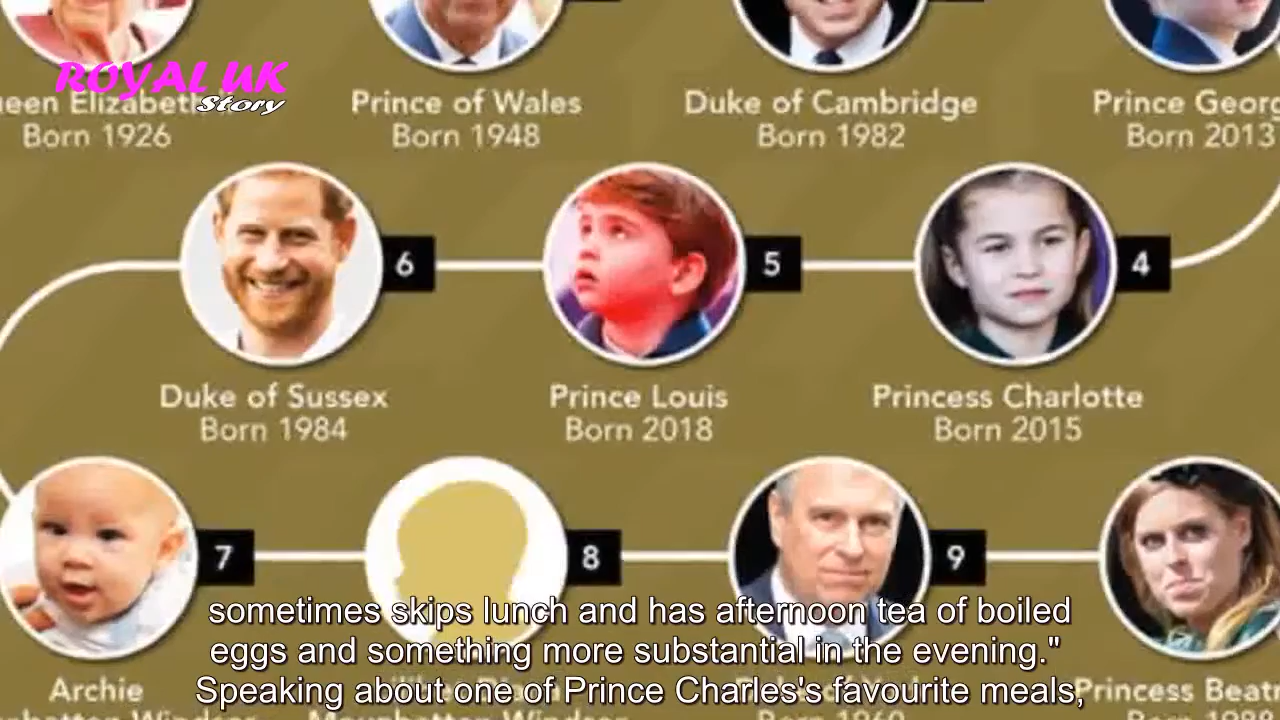 ROYAL UK
Story
Prince of Wales
Born 1948
Duke of Cambridge
Born 1982
Prince
Born 2013
Born 1926
6
5
4
Duke of Sussex
Born 1984
Prince Louis
Born 2018
Princess Charlotte
Born 2015
7
8
9
sometimes skips lunch and has afternoon tea of boiled
eggs and something more substantial in the evening."
Speaking about one of Prince Charles's favourite meals,
Archie
Princess